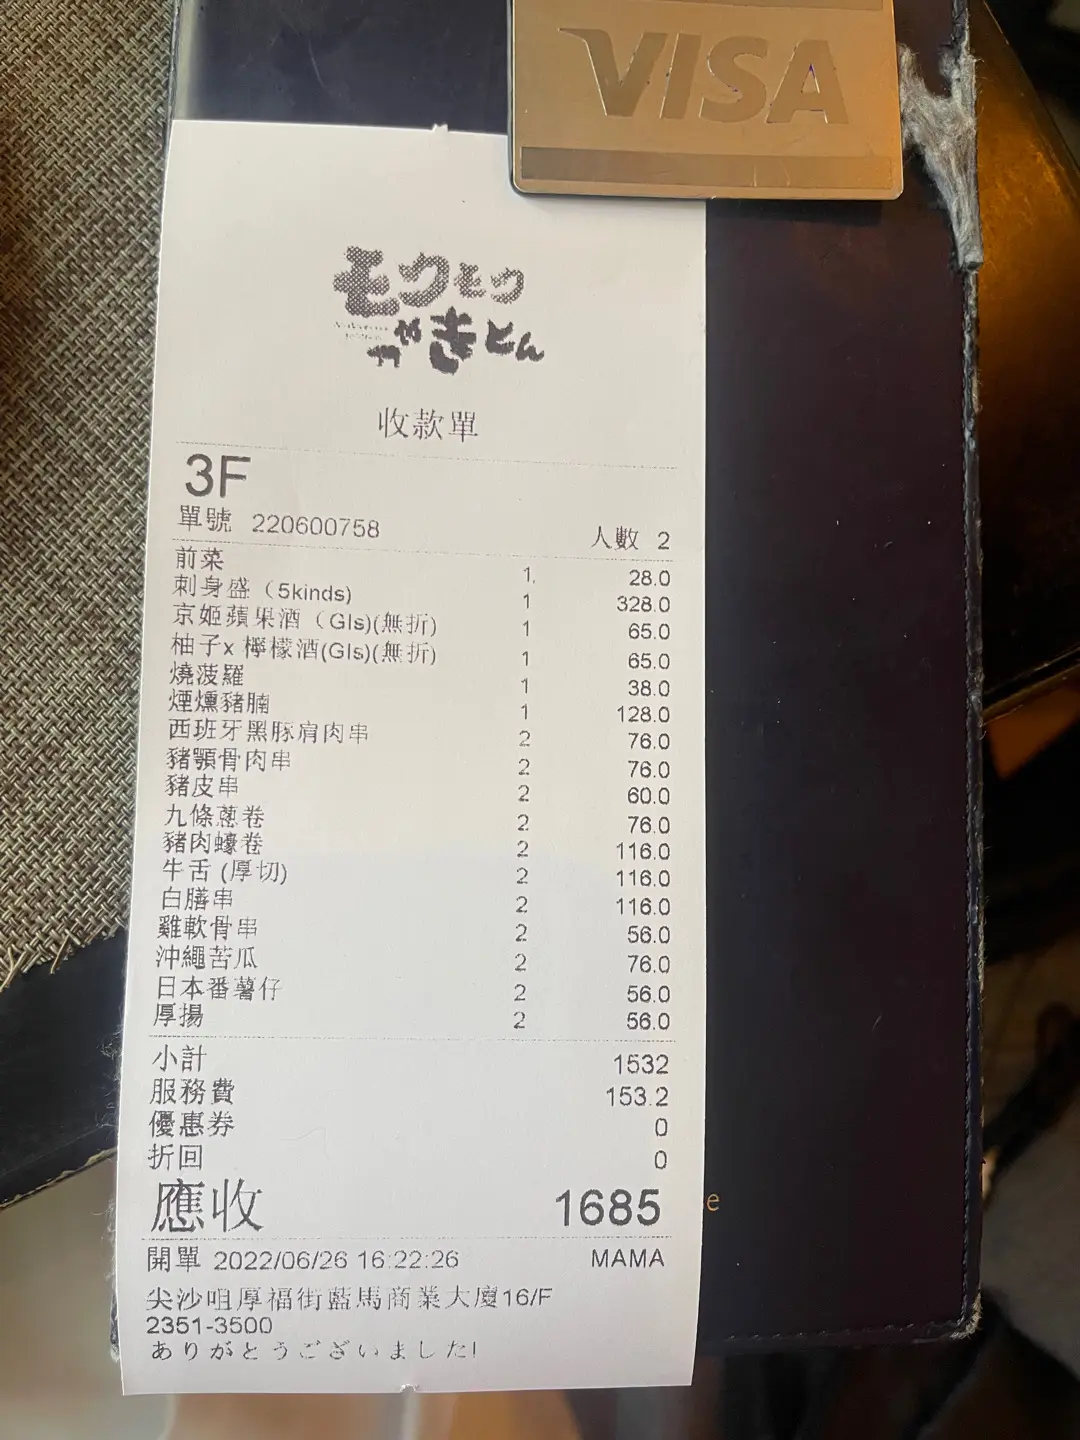 VISA
モクモク
やきとん
收款單
3F
單號 220600758 人數 2
前菜 1 28.0
刺身盛（5kinds) 1 328.0
京姬蘋果酒（Gls)(無折) 1 65.0
柚子x 檸檬酒(Gls)(無折) 1 65.0
燒菠蘿 1 38.0
煙燻豬腩 1 128.0
西班牙黑豚肩肉串 2 76.0
豬顎骨肉串 2 76.0
豬皮串 2 60.0
九條蔥卷 2 76.0
豬肉蠔卷 2 116.0
牛舌 (厚切) 2 116.0
白膳串 2 116.0
雞軟骨串 2 56.0
沖繩苦瓜 2 76.0
日本番薯仔 2 56.0
厚揚 2 56.0
小計 1532
服務費 153.2
優惠券 0
折回 0
應收 1685
開單 2022/06/26 16:22:26 MAMA
尖沙咀厚福街藍馬商業大廈16/F
2351-3500
ありがとうございました!
e